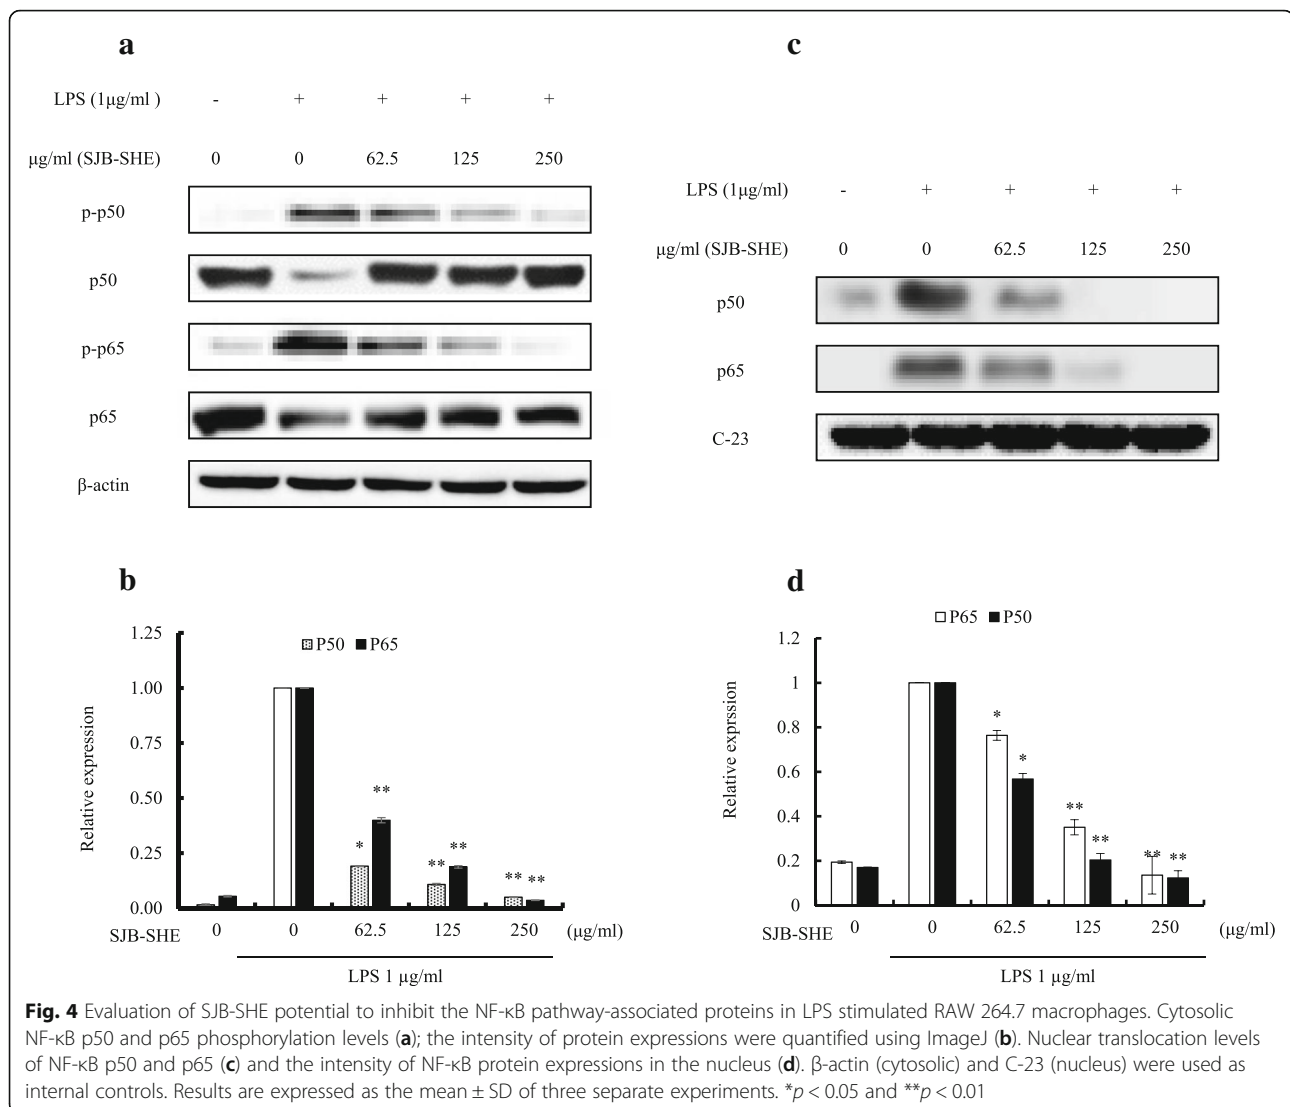 a
LPS (1μg/ml ) - + + + +
μg/ml (SJB-SHE) 0 0 62.5 125 250
p-p50
p50
p-p65
p65
β-actin
c
LPS (1μg/ml) - + + + +
μg/ml (SJB-SHE) 0 0 62.5 125 250
p50
p65
C-23
b
P50 P65
Relative expression
1.25
1.00
0.75
0.50
0.25
0.00
* ** ** ** ** **
SJB-SHE 0 0 62.5 125 250 (μg/ml)
LPS 1 μg/ml
d
P65 P50
Relative exprssion
1.2
1
0.8
0.6
0.4
0.2
0
* * ** ** ** **
SJB-SHE 0 0 62.5 125 250 (μg/ml)
LPS 1 μg/ml
Fig. 4 Evaluation of SJB-SHE potential to inhibit the NF-κB pathway-associated proteins in LPS stimulated RAW 264.7 macrophages. Cytosolic
NF-κB p50 and p65 phosphorylation levels (a); the intensity of protein expressions were quantified using ImageJ (b). Nuclear translocation levels
of NF-κB p50 and p65 (c) and the intensity of NF-κB protein expressions in the nucleus (d). β-actin (cytosolic) and C-23 (nucleus) were used as
internal controls. Results are expressed as the mean ± SD of three separate experiments. *p < 0.05 and **p < 0.01